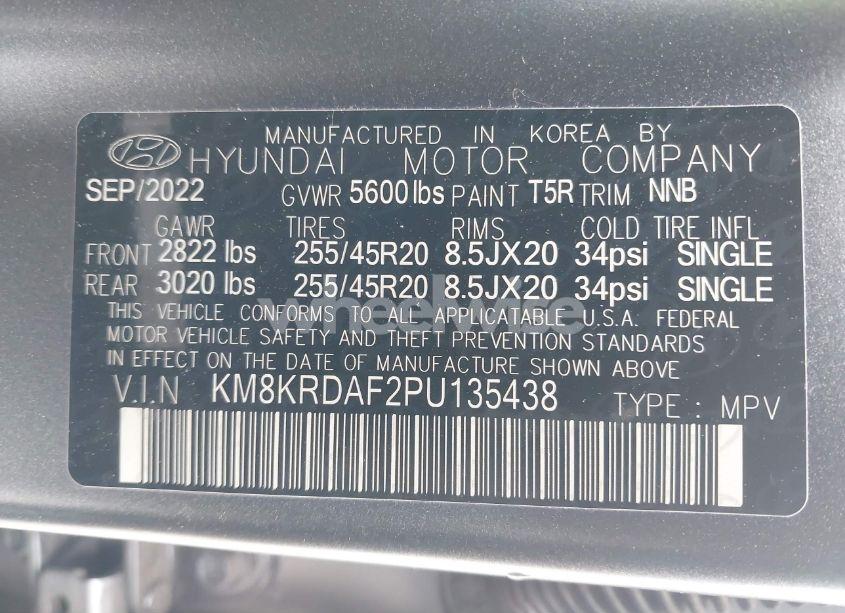 MANUFACTURED IN KOREA BY
HYUNDAI MOTOR COMPANY
SEP/2022 GVWR 5600lbs PAINT T5R TRIM NNB
GAWR TIRES RIMS COLD TIRE INFL
FRONT 2822 lbs 255/45R20 8.5JX20 34psi SINGLE
REAR 3020 lbs 255/45R20 8.5JX20 34psi SINGLE
wheelwize
THIS VEHICLE CONFORMS TO ALL APPLICATABLE U.S.A. FEDERAL
MOTOR VEHICLE SAFETY AND THEFT PREVENTION STANDARDS
IN EFFECT ON THE DATE OF MANUFACTURE SHOWN ABOVE
V.I.N KM8KRDAF2PU135438 TYPE : MPV